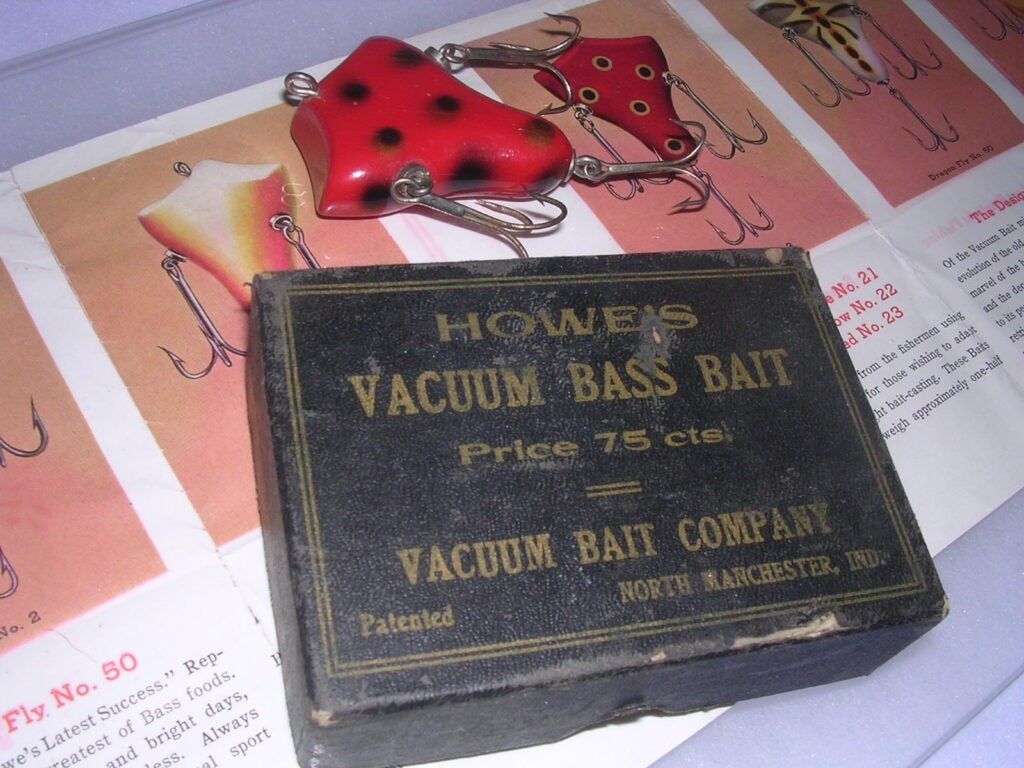 HOWE'S
VACUUM BASS BAIT
Price 75 cts.
VACUUM BAIT COMPANY
NORTH MANCHESTER, IND.
Patented
Dragon Fly No. 50
The Desig
Of the Vacuum Bait
evolution of the old
marvel of the
and the de
to its
e No. 21
ow No. 22
ed No. 23
from the fishermen using
for those wishing to adapt
ht bait-casting. These Baits
weigh approximately one-half
No. 2
Fly No. 50
we's Latest Success." Rep-
reatest of Bass foods.
and bright days,
less. Always
al sport